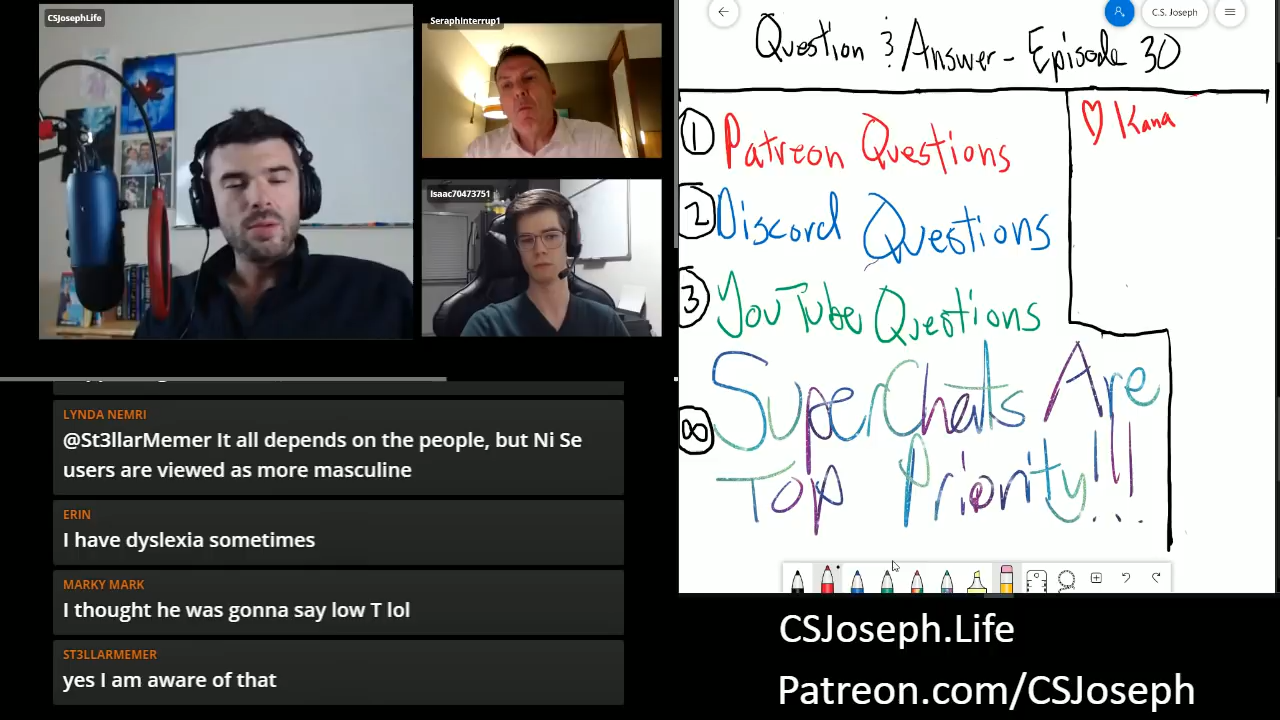 CSJosephLife
SeraphInterrup1
Isaac70473751
C.S. Joseph
Question & Answer - Episode 30
1 Patreon Questions
♡ Kana
2 Discord Questions
3 YouTube Questions
∞ SuperChats Are
Top Priority!!!...
LYNDA NEMRI
@St3llarMemer It all depends on the people, but Ni Se
users are viewed as more masculine
ERIN
I have dyslexia sometimes
MARKY MARK
I thought he was gonna say low T lol
ST3LLARMEMER
yes I am aware of that
CSJoseph.Life
Patreon.com/CSJoseph